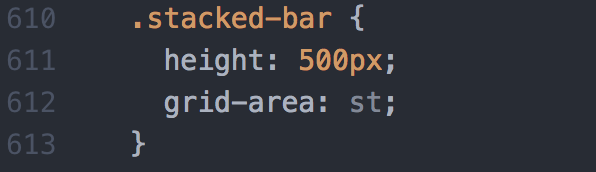 610 .stacked-bar {
611 height: 500px;
612 grid-area: st;
613 }